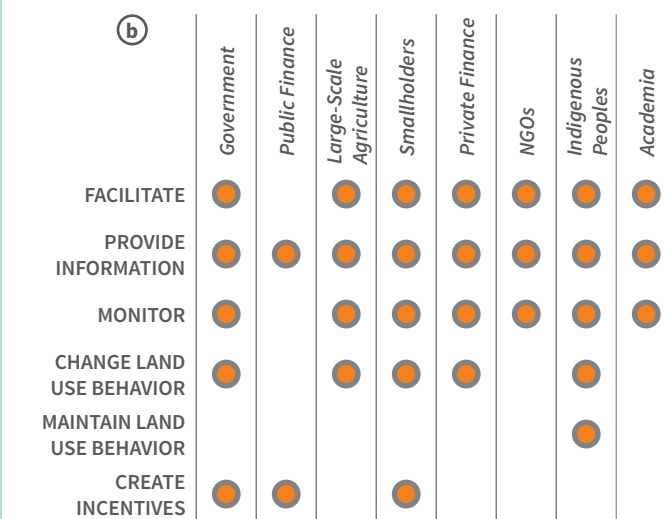 b
Government
Public Finance
Large-Scale
Agriculture
Smallholders
Private Finance
NGOs
Indigenous
Peoples
Academia
FACILITATE
PROVIDE
INFORMATION
MONITOR
CHANGE LAND
USE BEHAVIOR
MAINTAIN LAND
USE BEHAVIOR
CREATE
INCENTIVES